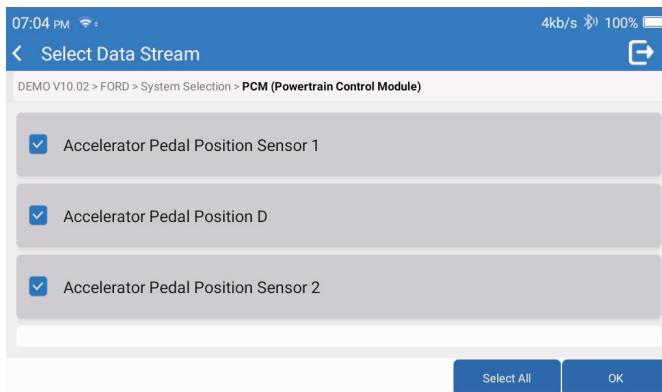 07:04 PM
4kb/s 100%
Select Data Stream
DEMO V10.02 > FORD > System Selection > PCM (Powertrain Control Module)
Accelerator Pedal Position Sensor 1
Accelerator Pedal Position D
Accelerator Pedal Position Sensor 2
Select All
OK